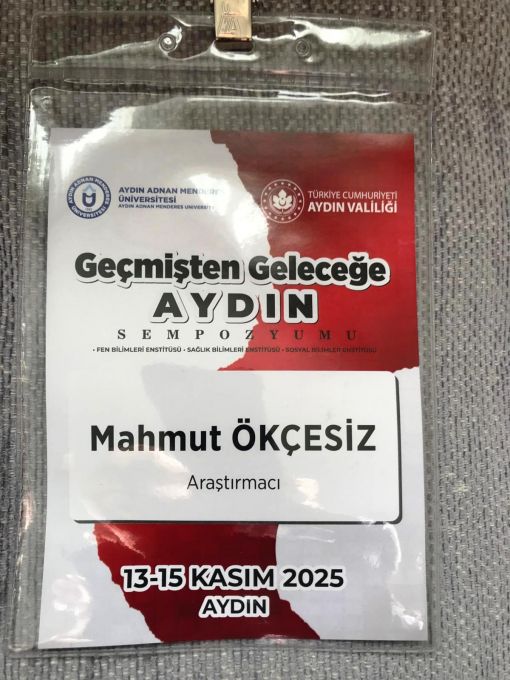 AYDIN ADNAN MENDERES
ÜNİVERSİTESİ
AYDIN ADNAN MENDERES UNIVERSITY
TÜRKİYE CUMHURİYETİ
AYDIN VALİLİĞİ
Geçmişten Geleceğe
AYDIN
SEMPOZYUMU
• FEN BİLİMLERİ ENSTİTÜSÜ • SAĞLIK BİLİMLERİ ENSTİTÜSÜ • SOSYAL BİLİMLER ENSTİTÜSÜ
Mahmut ÖKÇESİZ
Araştırmacı
13-15 KASIM 2025
AYDIN